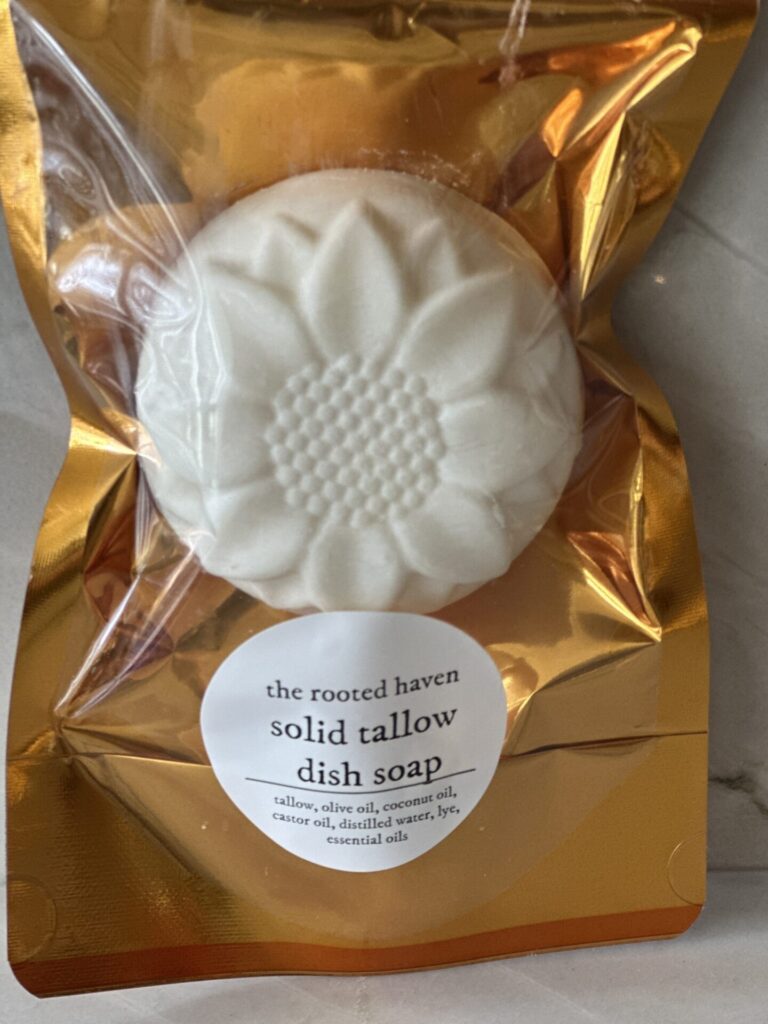 the rooted haven
solid tallow
dish soap
tallow, olive oil, coconut oil,
castor oil, distilled water, lye,
essential oils